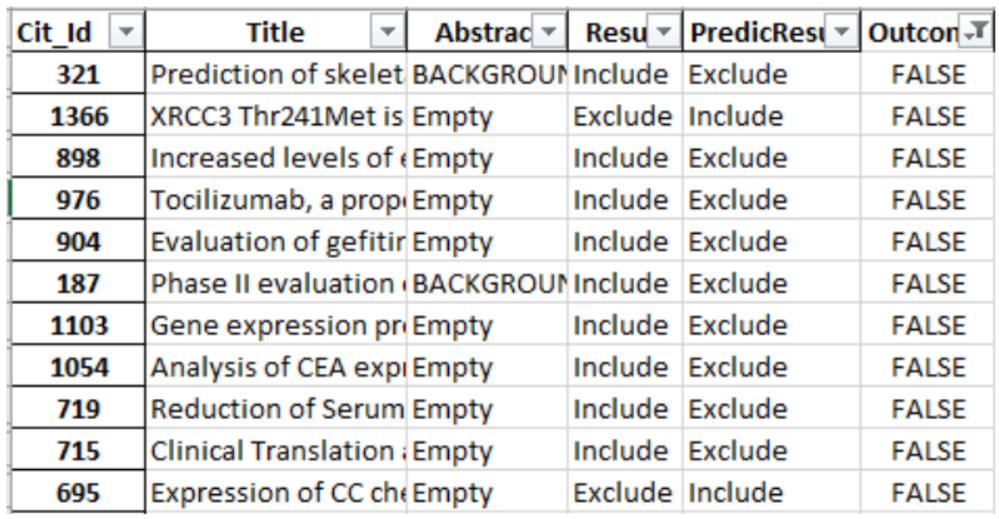 Cit_Id Title Abstrac Resu PredicResu Outcon
321 Prediction of skelet BACKGROUN Include Exclude FALSE
1366 XRCC3 Thr241Met is Empty Exclude Include FALSE
898 Increased levels of e Empty Include Exclude FALSE
976 Tocilizumab, a prop Empty Include Exclude FALSE
904 Evaluation of gefitin Empty Include Exclude FALSE
187 Phase II evaluation Empty BACKGROUN Include Exclude FALSE
1103 Gene expression pr Empty Include Exclude FALSE
1054 Analysis of CEA exp Empty Include Exclude FALSE
719 Reduction of Serum Empty Include Exclude FALSE
715 Clinical Translation Empty Include Exclude FALSE
695 Expression of CC che Empty Exclude Include FALSE